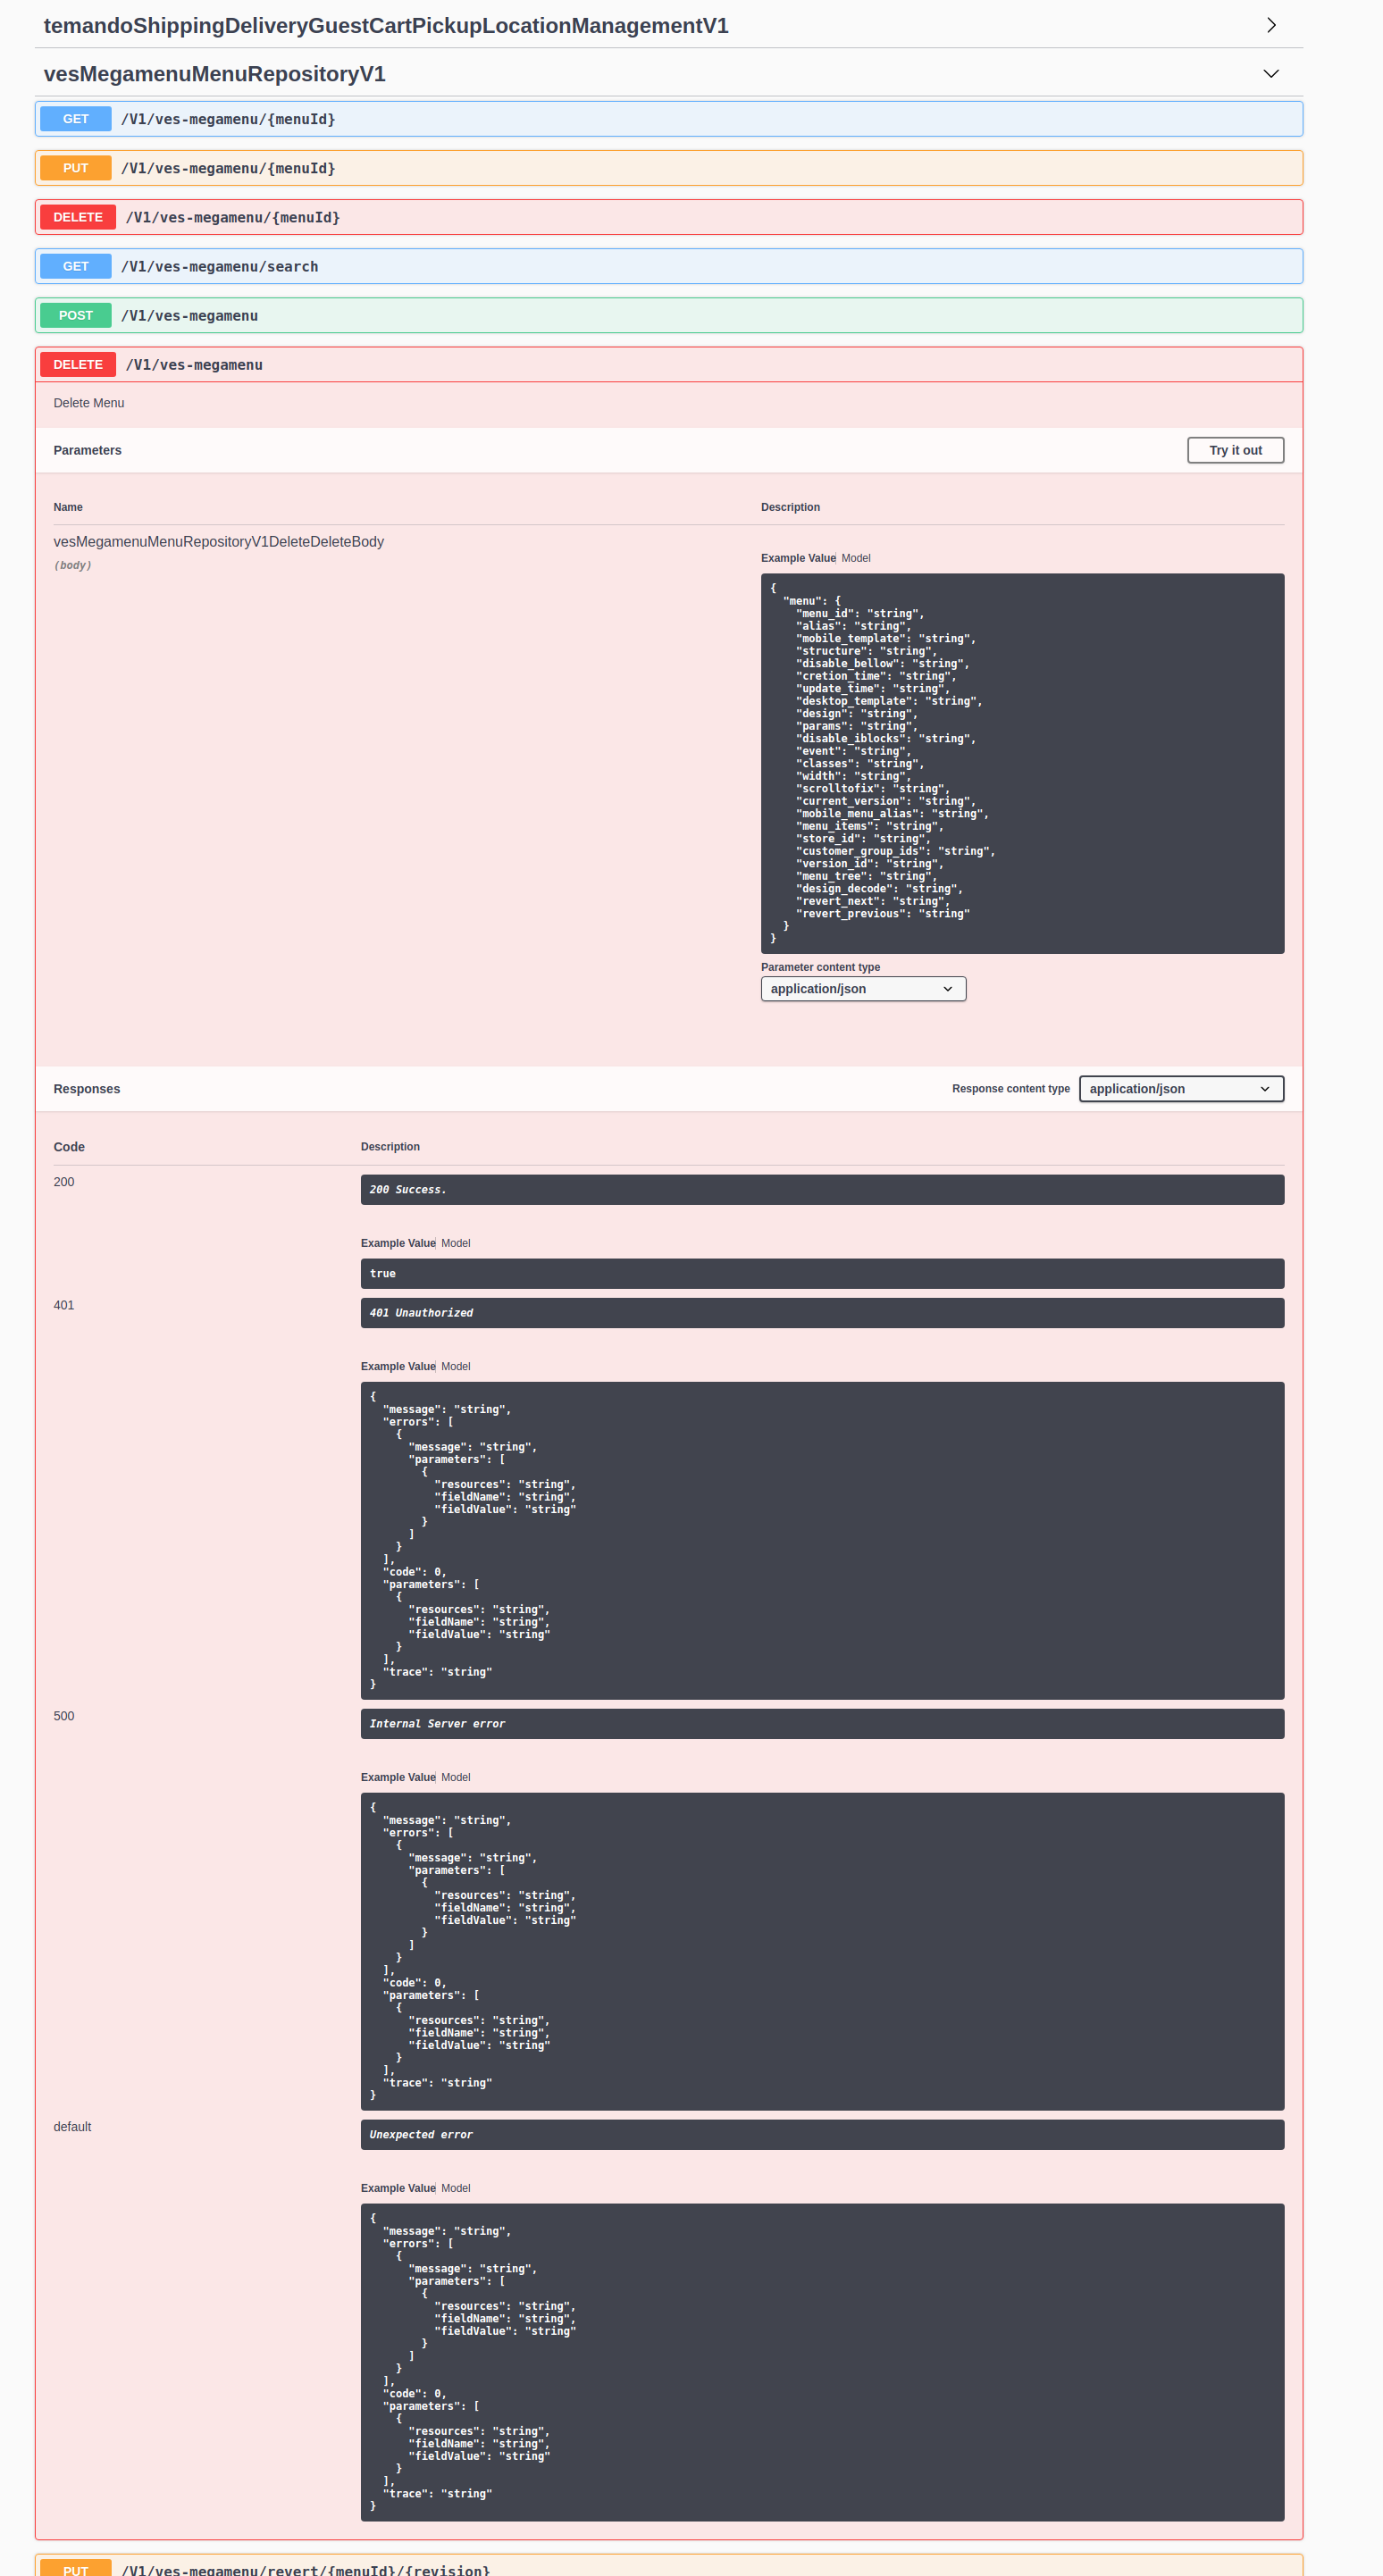 temandoShippingDeliveryGuestCartPickupLocationManagementV1
vesMegamenuMenuRepositoryV1
GET /V1/ves-megamenu/{menuId}
PUT /V1/ves-megamenu/{menuId}
DELETE /V1/ves-megamenu/{menuId}
GET /V1/ves-megamenu/search
POST /V1/ves-megamenu
DELETE /V1/ves-megamenu
Delete Menu
Parameters Try it out
Name Description
vesMegamenuMenuRepositoryV1DeleteDeleteBody
(body)
Example Value Model
{
"menu": {
"menu_id": "string",
"alias": "string",
"mobile_template": "string",
"structure": "string",
"disable_bellow": "string",
"cretion_time": "string",
"update_time": "string",
"desktop_template": "string",
"design": "string",
"params": "string",
"disable_iblocks": "string",
"event": "string",
"classes": "string",
"width": "string",
"scrolltofix": "string",
"current_version": "string",
"mobile_menu_alias": "string",
"menu_items": "string",
"store_id": "string",
"customer_group_ids": "string",
"version_id": "string",
"menu_tree": "string",
"design_decode": "string",
"revert_next": "string",
"revert_previous": "string"
}
}
Parameter content type
application/json
Responses Response content type application/json
Code Description
200 200 Success.
Example Value Model
true
401 401 Unauthorized
Example Value Model
{
"message": "string",
"errors": [
{
"message": "string",
"parameters": [
{
"resources": "string",
"fieldName": "string",
"fieldValue": "string"
}
]
}
],
"code": 0,
"parameters": [
{
"resources": "string",
"fieldName": "string",
"fieldValue": "string"
}
],
"trace": "string"
}
500 Internal Server error
Example Value Model
{
"message": "string",
"errors": [
{
"message": "string",
"parameters": [
{
"resources": "string",
"fieldName": "string",
"fieldValue": "string"
}
]
}
],
"code": 0,
"parameters": [
{
"resources": "string",
"fieldName": "string",
"fieldValue": "string"
}
],
"trace": "string"
}
default Unexpected error
Example Value Model
{
"message": "string",
"errors": [
{
"message": "string",
"parameters": [
{
"resources": "string",
"fieldName": "string",
"fieldValue": "string"
}
]
}
],
"code": 0,
"parameters": [
{
"resources": "string",
"fieldName": "string",
"fieldValue": "string"
}
],
"trace": "string"
}
PUT /V1/ves-megamenu/revert/{menuId}/{revision}